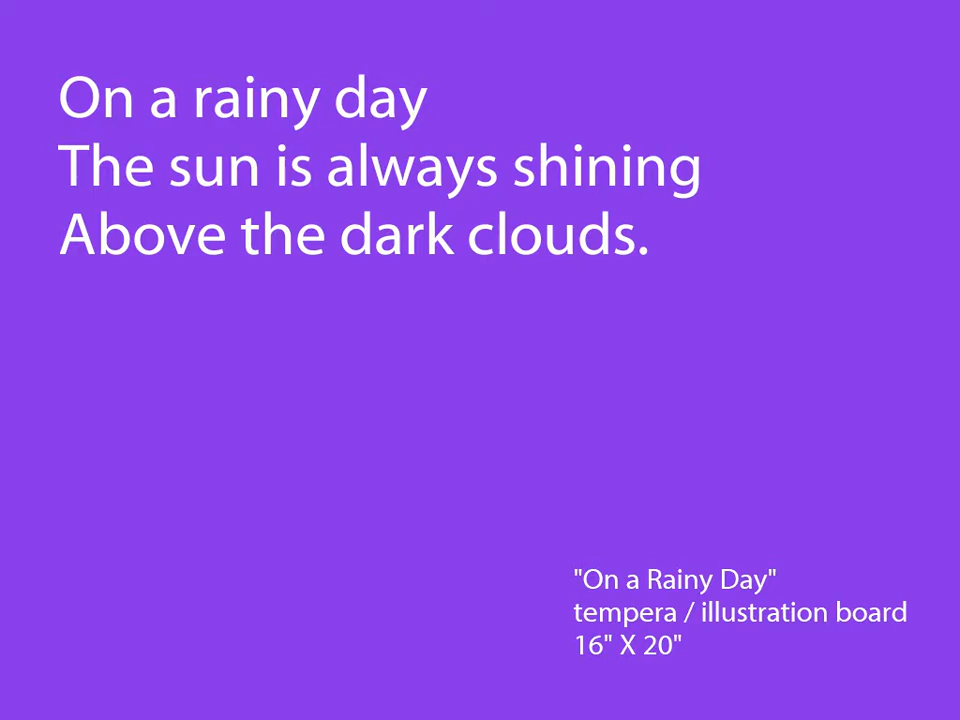 On a rainy day
The sun is always shining
Above the dark clouds.
"On a Rainy Day"
tempera / illustration board
16" X 20"